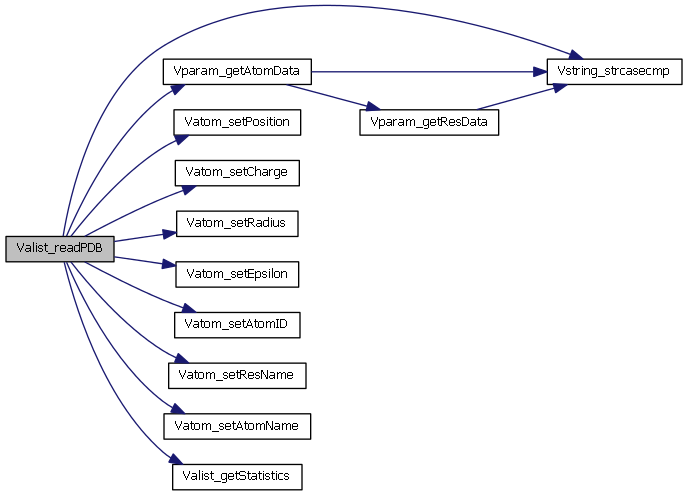 Valist_readPDB
Vparam_getAtomData
Vstring_strcasecmp
Vparam_getResData
Vatom_setPosition
Vatom_setCharge
Vatom_setRadius
Vatom_setEpsilon
Vatom_setAtomID
Vatom_setResName
Vatom_setAtomName
Valist_getStatistics